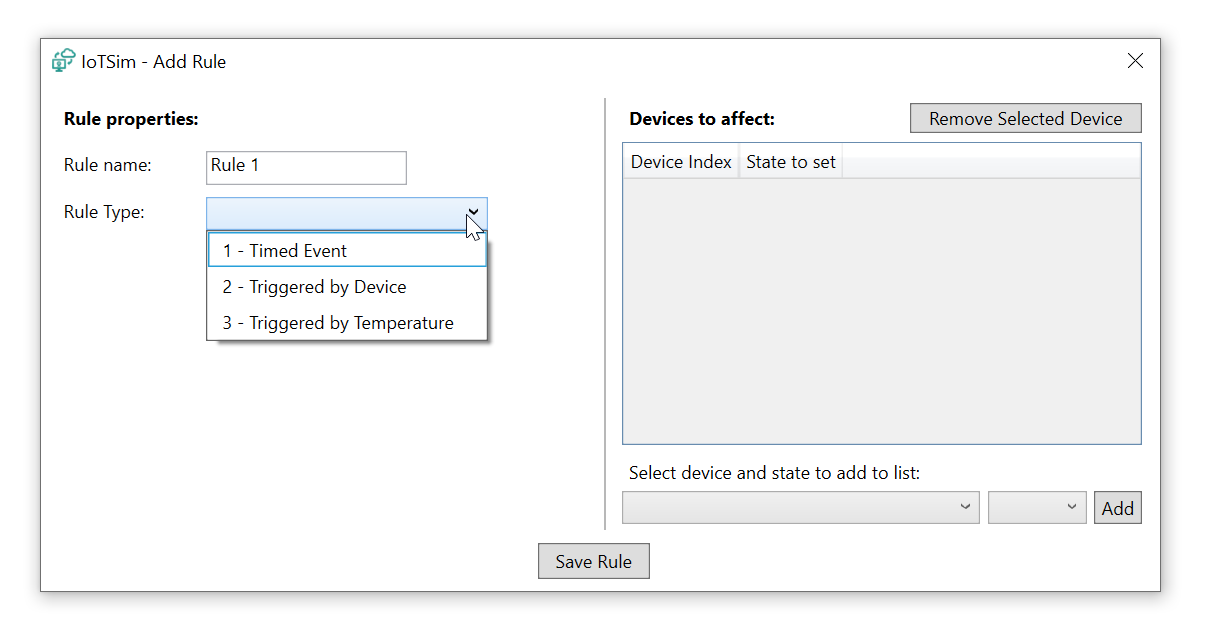 IoTSim - Add Rule
Rule properties:
Rule name:
Rule 1
Rule Type:
1 - Timed Event
2 - Triggered by Device
3 - Triggered by Temperature
Devices to affect:
Remove Selected Device
Device Index
State to set
Select device and state to add to list:
Add
Save Rule